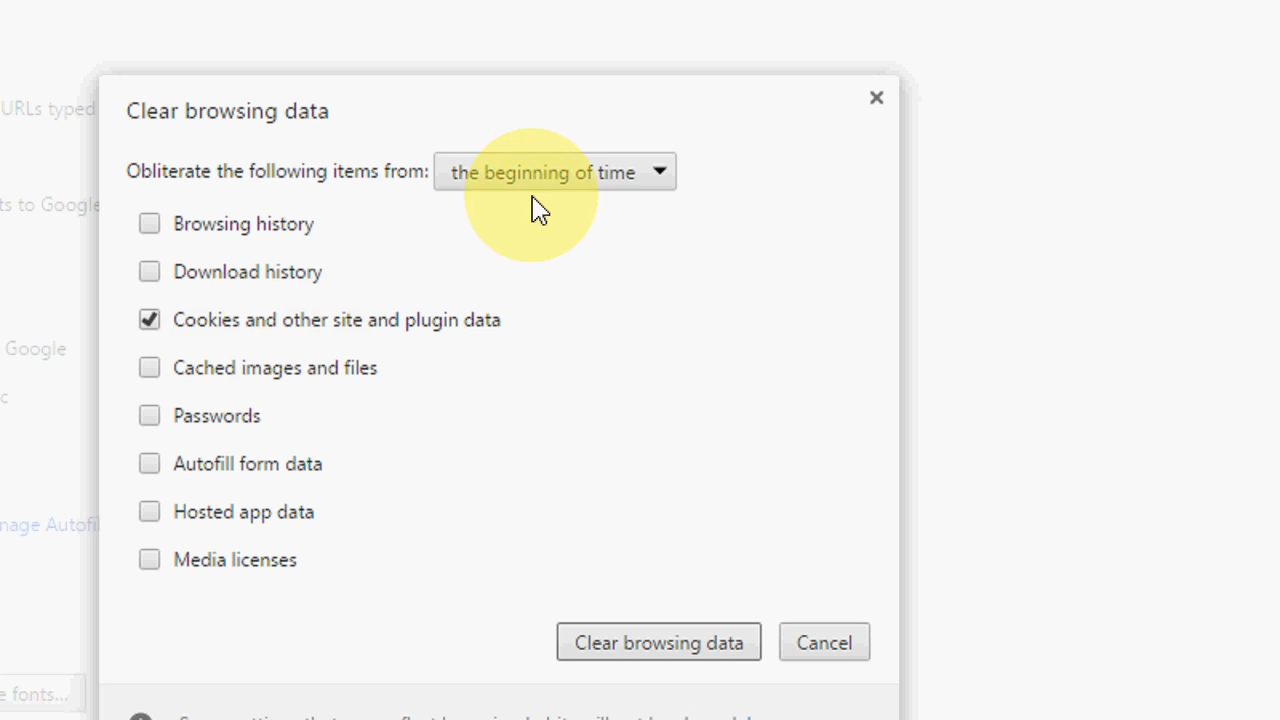 Clear browsing data
URLs typed
Obliterate the following items from: the beginning of time
ts to Google
Browsing history
Download history
Cookies and other site and plugin data
Google
Cached images and files
c
Passwords
Autofill form data
Hosted app data
nage Autofil
Media licenses
Clear browsing data Cancel
e fonts...